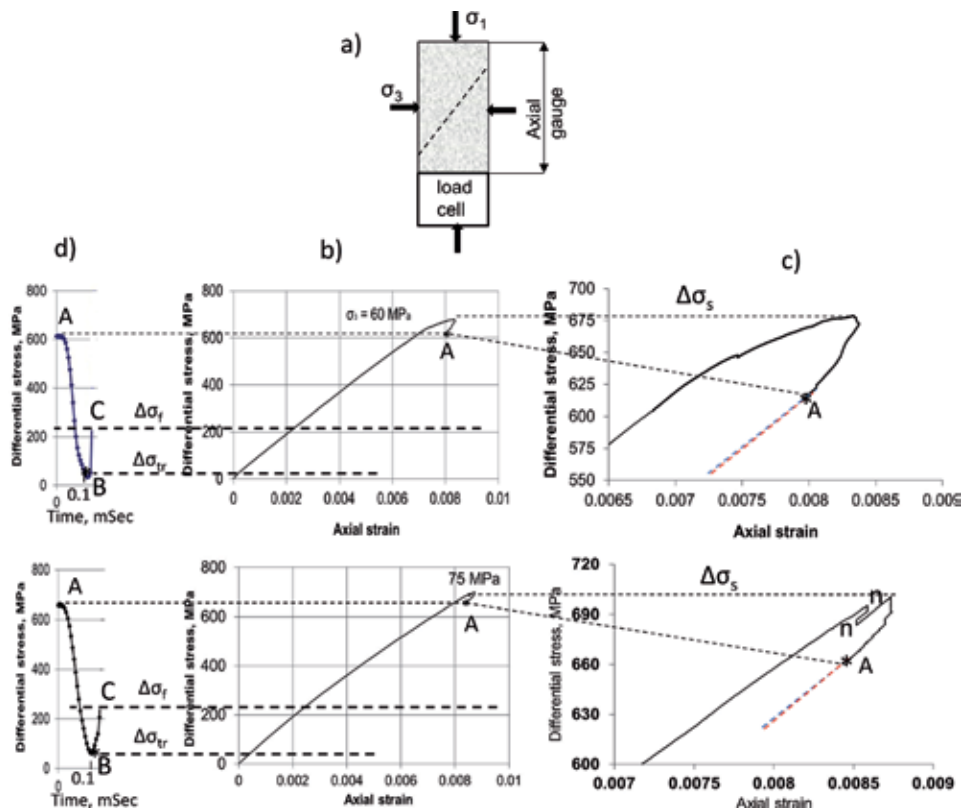 a)
σ1
σ3
Axial gauge
load cell
d)
b)
c)
Differential stress, MPa
800
600
400
200
0
A
C
B
0
0.1
Time, mSec
Δσf
Δσtr
Differential stress, MPa
800
600
400
200
0
σ3 = 60 MPa
A
0 0.002 0.004 0.006 0.008 0.01
Axial strain
Δσs
Differential stress, MPa
700
675
650
625
600
575
550
A
0.0065 0.007 0.0075 0.008 0.0085 0.009
Axial strain
Differential stress, MPa
800
600
400
200
0
A
C
B
0
0.1
Time, mSec
Δσf
Δσtr
Differential stress, MPa
800
600
400
200
0
75 MPa
A
0 0.002 0.004 0.006 0.008 0.01
Axial strain
Δσs
Differential stress, MPa
720
690
660
630
600
n
n
A
0.007 0.0075 0.008 0.0085 0.009
Axial strain